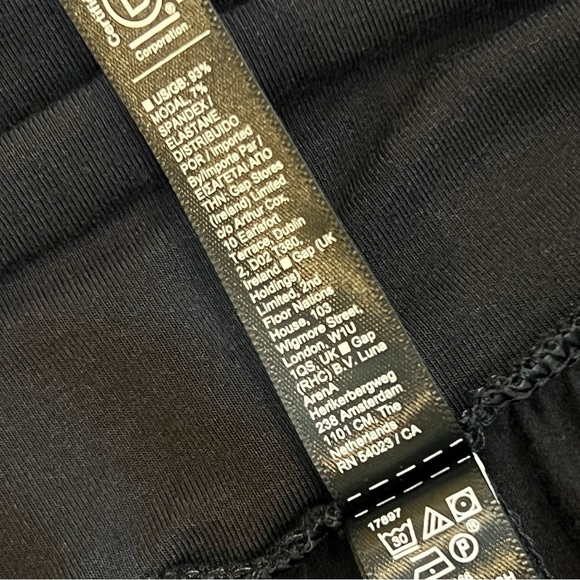 Certified
B
Corporation
■ US/GB: 93%
MODAL, 7%
SPANDEX /
ELASTANE
DISTRIBUIDO
POR / Imported
By/Importe Par /
ΕΙΣΑΓΕΤΑΙ ΑΠΟ
THN: Gap Stores
(Ireland) Limited
c/o Arthur Cox,
10 Earlsfort
Terrace, Dublin
2, D02 T380,
Ireland ■ Gap (UK
Holdings)
Limited, 2nd
Floor Nations
House, 103
Wigmore Street,
London, W1U
1QS, UK ■ Gap
(RHC) B.V. Luna
ArenA
Herikerbergweg
238 Amsterdam
1101 CM, The
Netherlands
RN 54023 / CA
17697
30
P